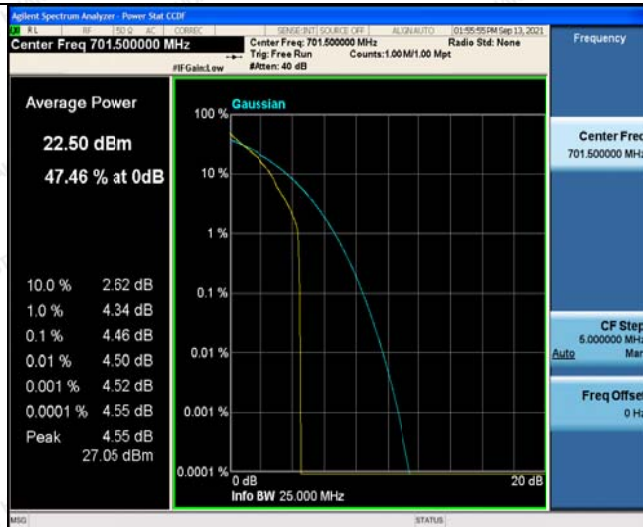 Agilent Spectrum Analyzer - Power Stat CCDF
RL RF 50 Ω AC CORREC SENSE:INT SOURCE OFF ALIGNAUTO 01:55:55 PM Sep 13, 2021
Center Freq 701.500000 MHz
Center Freq: 701.500000 MHz Radio Std: None
Trig: Free Run Counts:1.00 M/1.00 Mpt
#IFGain:Low #Atten: 40 dB
Frequency
Average Power
22.50 dBm
47.46 % at 0dB
10.0 % 2.62 dB
1.0 % 4.34 dB
0.1 % 4.46 dB
0.01 % 4.50 dB
0.001 % 4.52 dB
0.0001 % 4.55 dB
Peak 4.55 dB
27.05 dBm
Gaussian
100 %
10 %
1 %
0.1 %
0.01 %
0.001 %
0.0001 %
0 dB 20 dB
Info BW 25.000 MHz
Center Freq
701.500000 MHz
CF Step
5.000000 MHz
Auto Man
Freq Offset
0 Hz
MSG STATUS